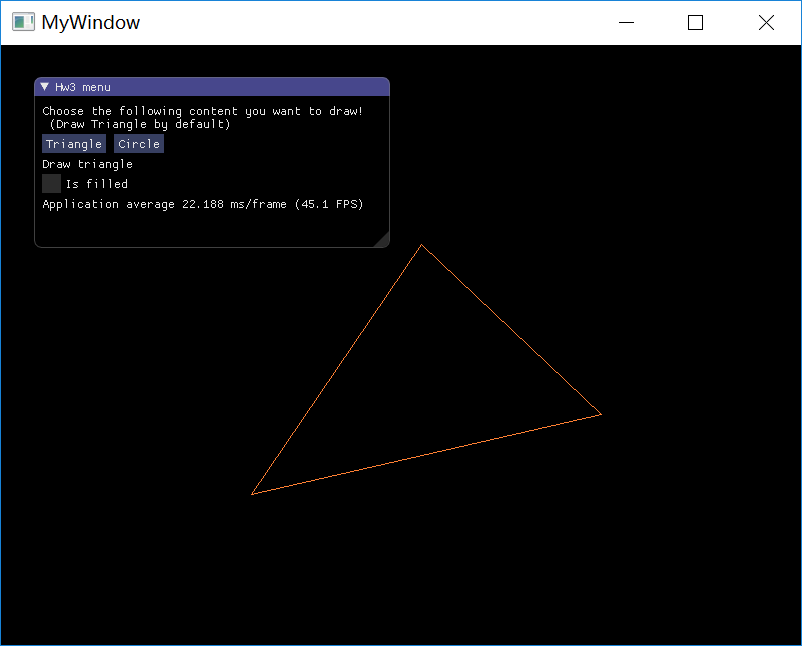 MyWindow
Hw3 menu
Choose the following content you want to draw!
(Draw Triangle by default)
Triangle Circle
Draw triangle
Is filled
Application average 22.188 ms/frame (45.1 FPS)